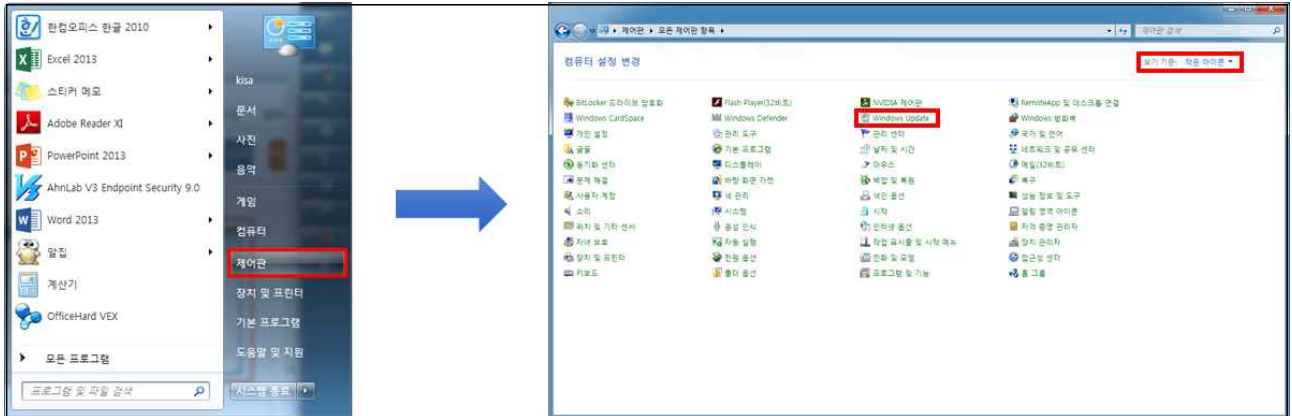 한컴오피스 한글 2010
Excel 2013
스티커 메모
Adobe Reader XI
PowerPoint 2013
AhnLab V3 Endpoint Security 9.0
Word 2013
알집
계산기
OfficeHard VEX
모든 프로그램
프로그램 및 파일 검색
kisa
문서
사진
음악
게임
컴퓨터
제어판
장치 및 프린터
기본 프로그램
도움말 및 지원
시스템 종료
제어판 모든 제어판 항목
제어판 검색
컴퓨터 설정 변경
보기 기준: 작은 아이콘
BitLocker 드라이브 암호화 Flash Player(32비트) NVIDIA 제어판 RemoteApp 및 데스크톱 연결
Windows CardSpace Windows Defender Windows Update Windows 방화벽
개인 설정 관리 도구 관리 센터 국가 및 언어
글꼴 기본 프로그램 날짜 및 시간 네트워크 및 공유 센터
동기화 센터 디스플레이 마우스 메일(32비트)
문제 해결 바탕 화면 가젯 백업 및 복원 복구
사용자 계정 색 관리 색인 옵션 성능 정보 및 도구
소리 시스템 시작 알림 영역 아이콘
위치 및 기타 센서 음성 인식 인터넷 옵션 자격 증명 관리자
자녀 보호 자동 실행 작업 표시줄 및 시작 메뉴 장치 관리자
장치 및 프린터 전원 옵션 전화 및 모뎀 접근성 센터
키보드 폴더 옵션 프로그램 및 기능 홈 그룹